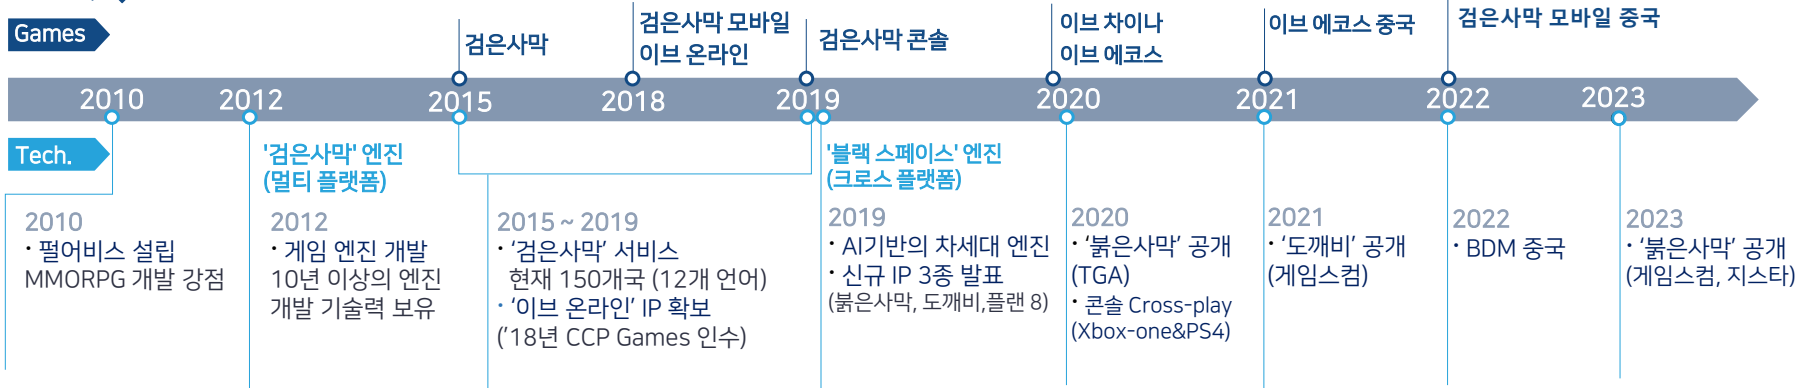 Games
검은사막
검은사막 모바일
이브 온라인
검은사막 콘솔
이브 차이나
이브 에코스
이브 에코스 중국
검은사막 모바일 중국
2010
2012
2015
2018
2019
2020
2021
2022
2023
Tech.
'검은사막' 엔진
(멀티 플랫폼)
'블랙 스페이스' 엔진
(크로스 플랫폼)
2010
· 펄어비스 설립
MMORPG 개발 강점
2012
· 게임 엔진 개발
10년 이상의 엔진
개발 기술력 보유
2015 ~ 2019
· ‘검은사막’ 서비스
현재 150개국 (12개 언어)
· ‘이브 온라인’ IP 확보
(’18년 CCP Games 인수)
2019
· AI기반의 차세대 엔진
· 신규 IP 3종 발표
(붉은사막, 도깨비,플랜 8)
2020
· ‘붉은사막’ 공개
(TGA)
· 콘솔 Cross-play
(Xbox-one&PS4)
2021
· ‘도깨비’ 공개
(게임스컴)
2022
· BDM 중국
2023
· ‘붉은사막’ 공개
(게임스컴, 지스타)